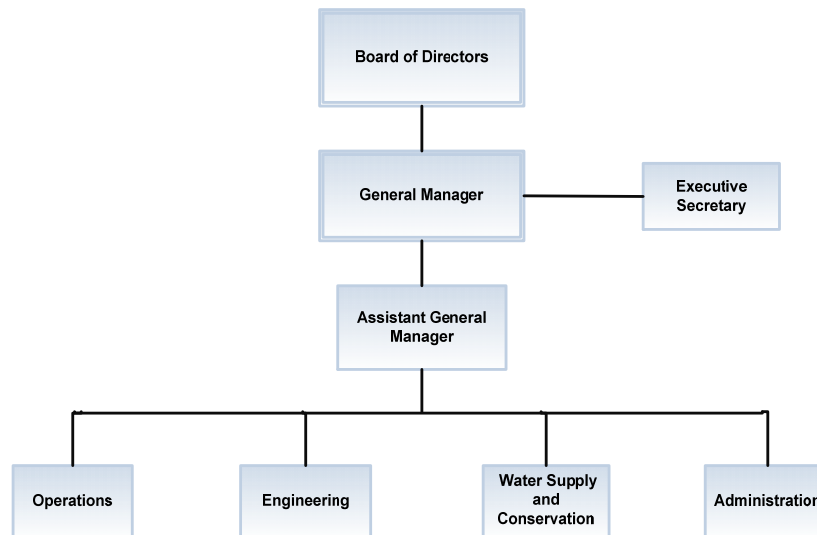 Board of Directors
General Manager
Executive
Secretary
Assistant General
Manager
Operations
Engineering
Water Supply
and
Conservation
Administration